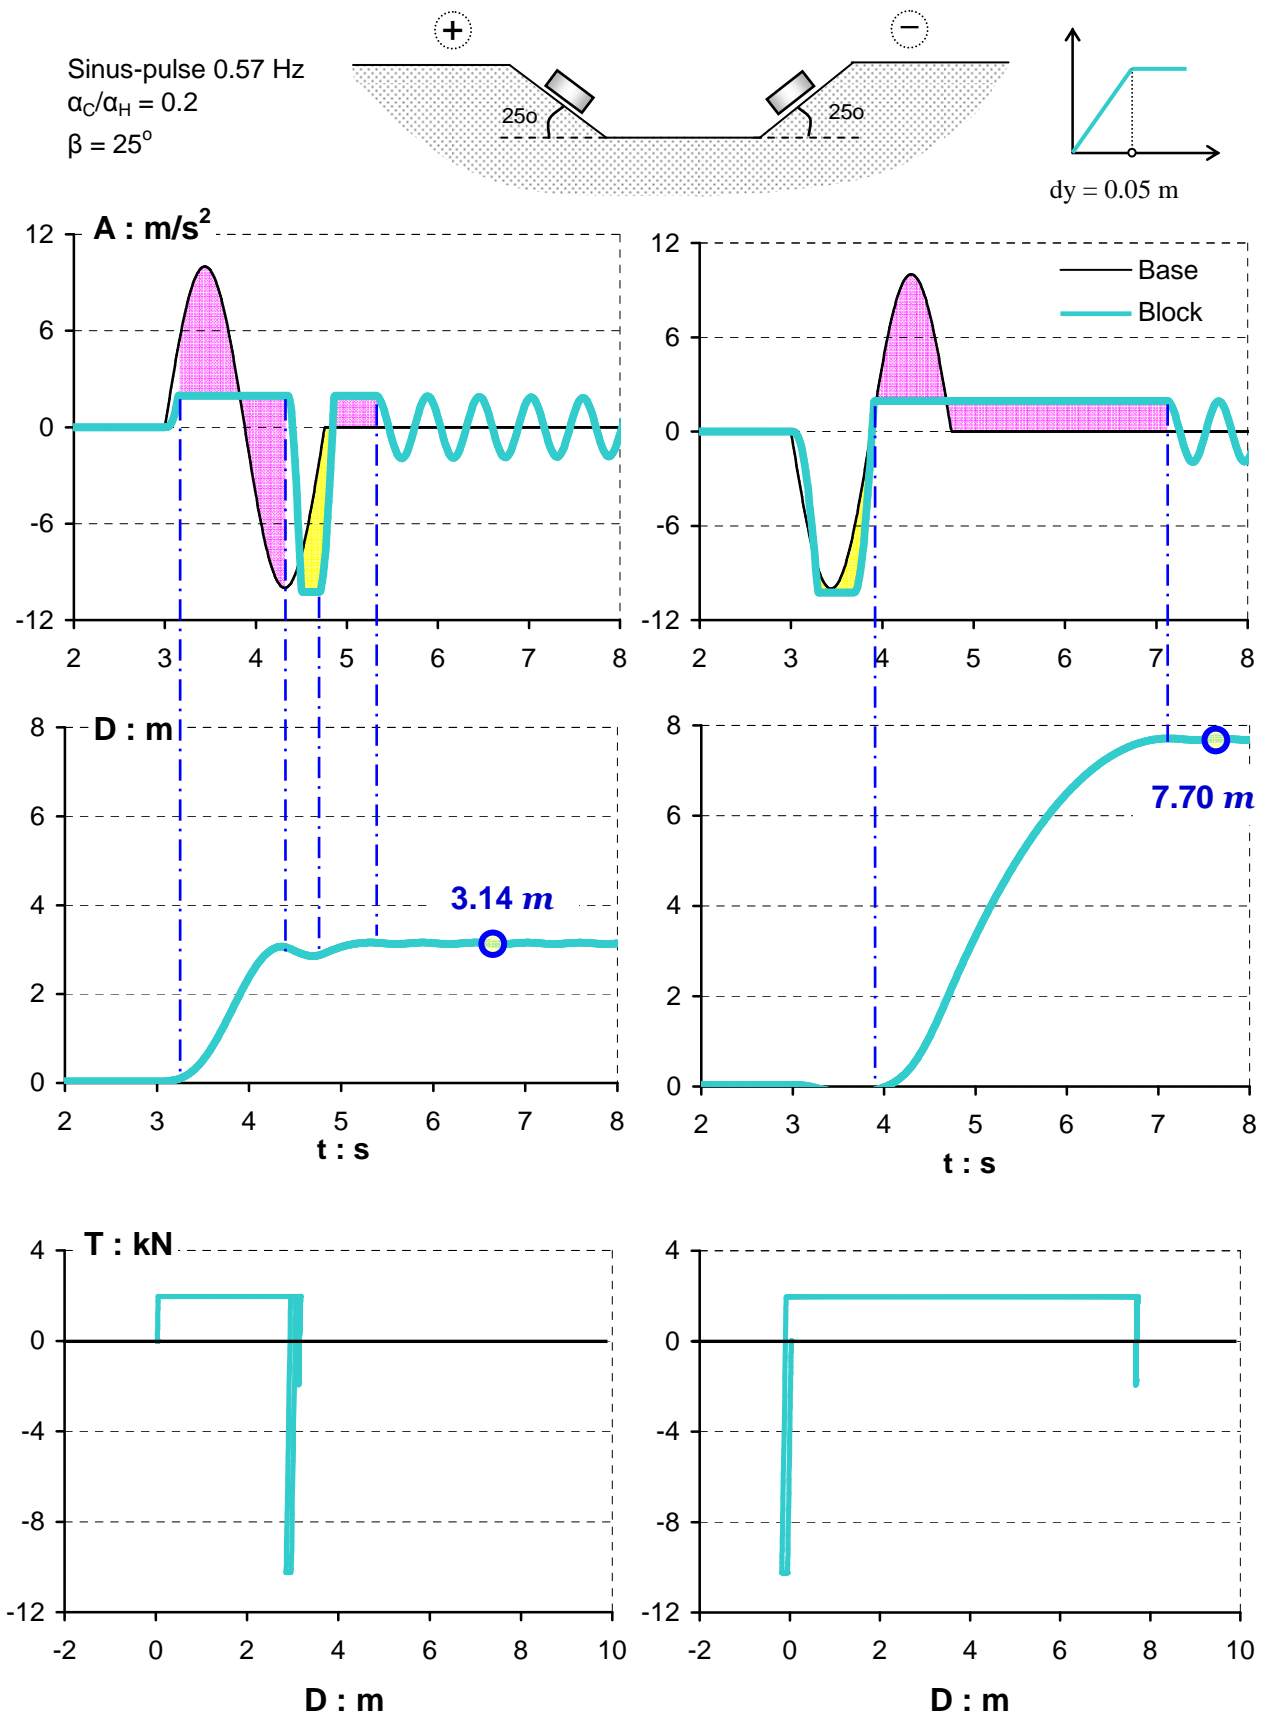 +
−
Sinus-pulse 0.57 Hz
αC/αH = 0.2
β = 25o
25o
25o
dy = 0.05 m
A : m/s2
12
6
0
-6
-12
2 3 4 5 6 7 8
12
6
0
-6
-12
2 3 4 5 6 7 8
Base
Block
D : m
8
6
4
2
0
2 3 4 5 6 7 8
3.14 m
t : s
8
6
4
2
0
2 3 4 5 6 7 8
7.70 m
t : s
T : kN
4
0
-4
-8
-12
-2 0 2 4 6 8 10
D : m
4
0
-4
-8
-12
-2 0 2 4 6 8 10
D : m